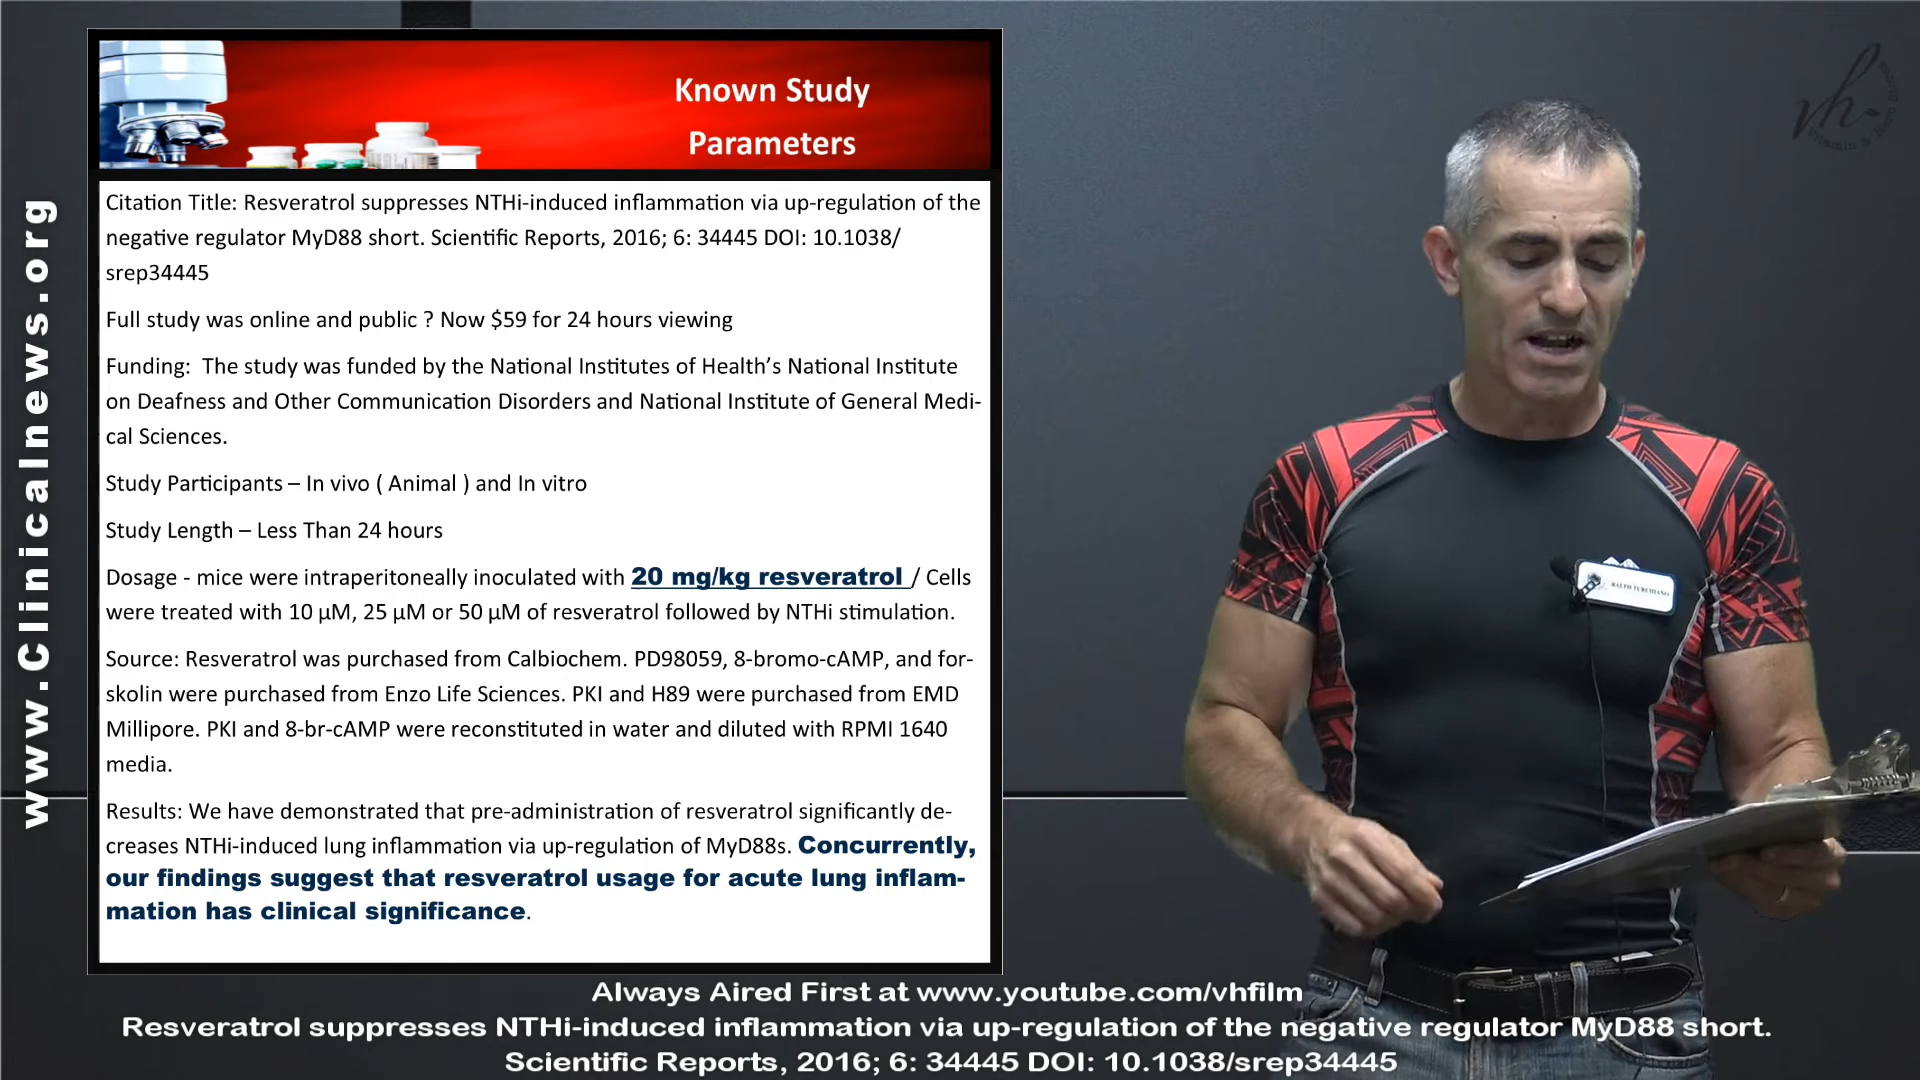 www.Clinicalnews.org
Known Study
Parameters
Citation Title: Resveratrol suppresses NTHi-induced inflammation via up-regulation of the
negative regulator MyD88 short. Scientific Reports, 2016; 6: 34445 DOI: 10.1038/
srep34445
Full study was online and public ? Now $59 for 24 hours viewing
Funding:  The study was funded by the National Institutes of Health’s National Institute
on Deafness and Other Communication Disorders and National Institute of General Medi-
cal Sciences.
Study Participants – In vivo ( Animal ) and In vitro
Study Length – Less Than 24 hours
Dosage - mice were intraperitoneally inoculated with 20 mg/kg resveratrol / Cells
were treated with 10 µM, 25 µM or 50 µM of resveratrol followed by NTHi stimulation.
Source: Resveratrol was purchased from Calbiochem. PD98059, 8-bromo-cAMP, and for-
skolin were purchased from Enzo Life Sciences. PKI and H89 were purchased from EMD
Millipore. PKI and 8-br-cAMP were reconstituted in water and diluted with RPMI 1640
media.
Results: We have demonstrated that pre-administration of resveratrol significantly de-
creases NTHi-induced lung inflammation via up-regulation of MyD88s. Concurrently,
our findings suggest that resveratrol usage for acute lung inflam-
mation has clinical significance.
vh
RALPH TURCHIANO
Always Aired First at www.youtube.com/vhfilm
Resveratrol suppresses NTHi-induced inflammation via up-regulation of the negative regulator MyD88 short.
Scientific Reports, 2016; 6: 34445 DOI: 10.1038/srep34445